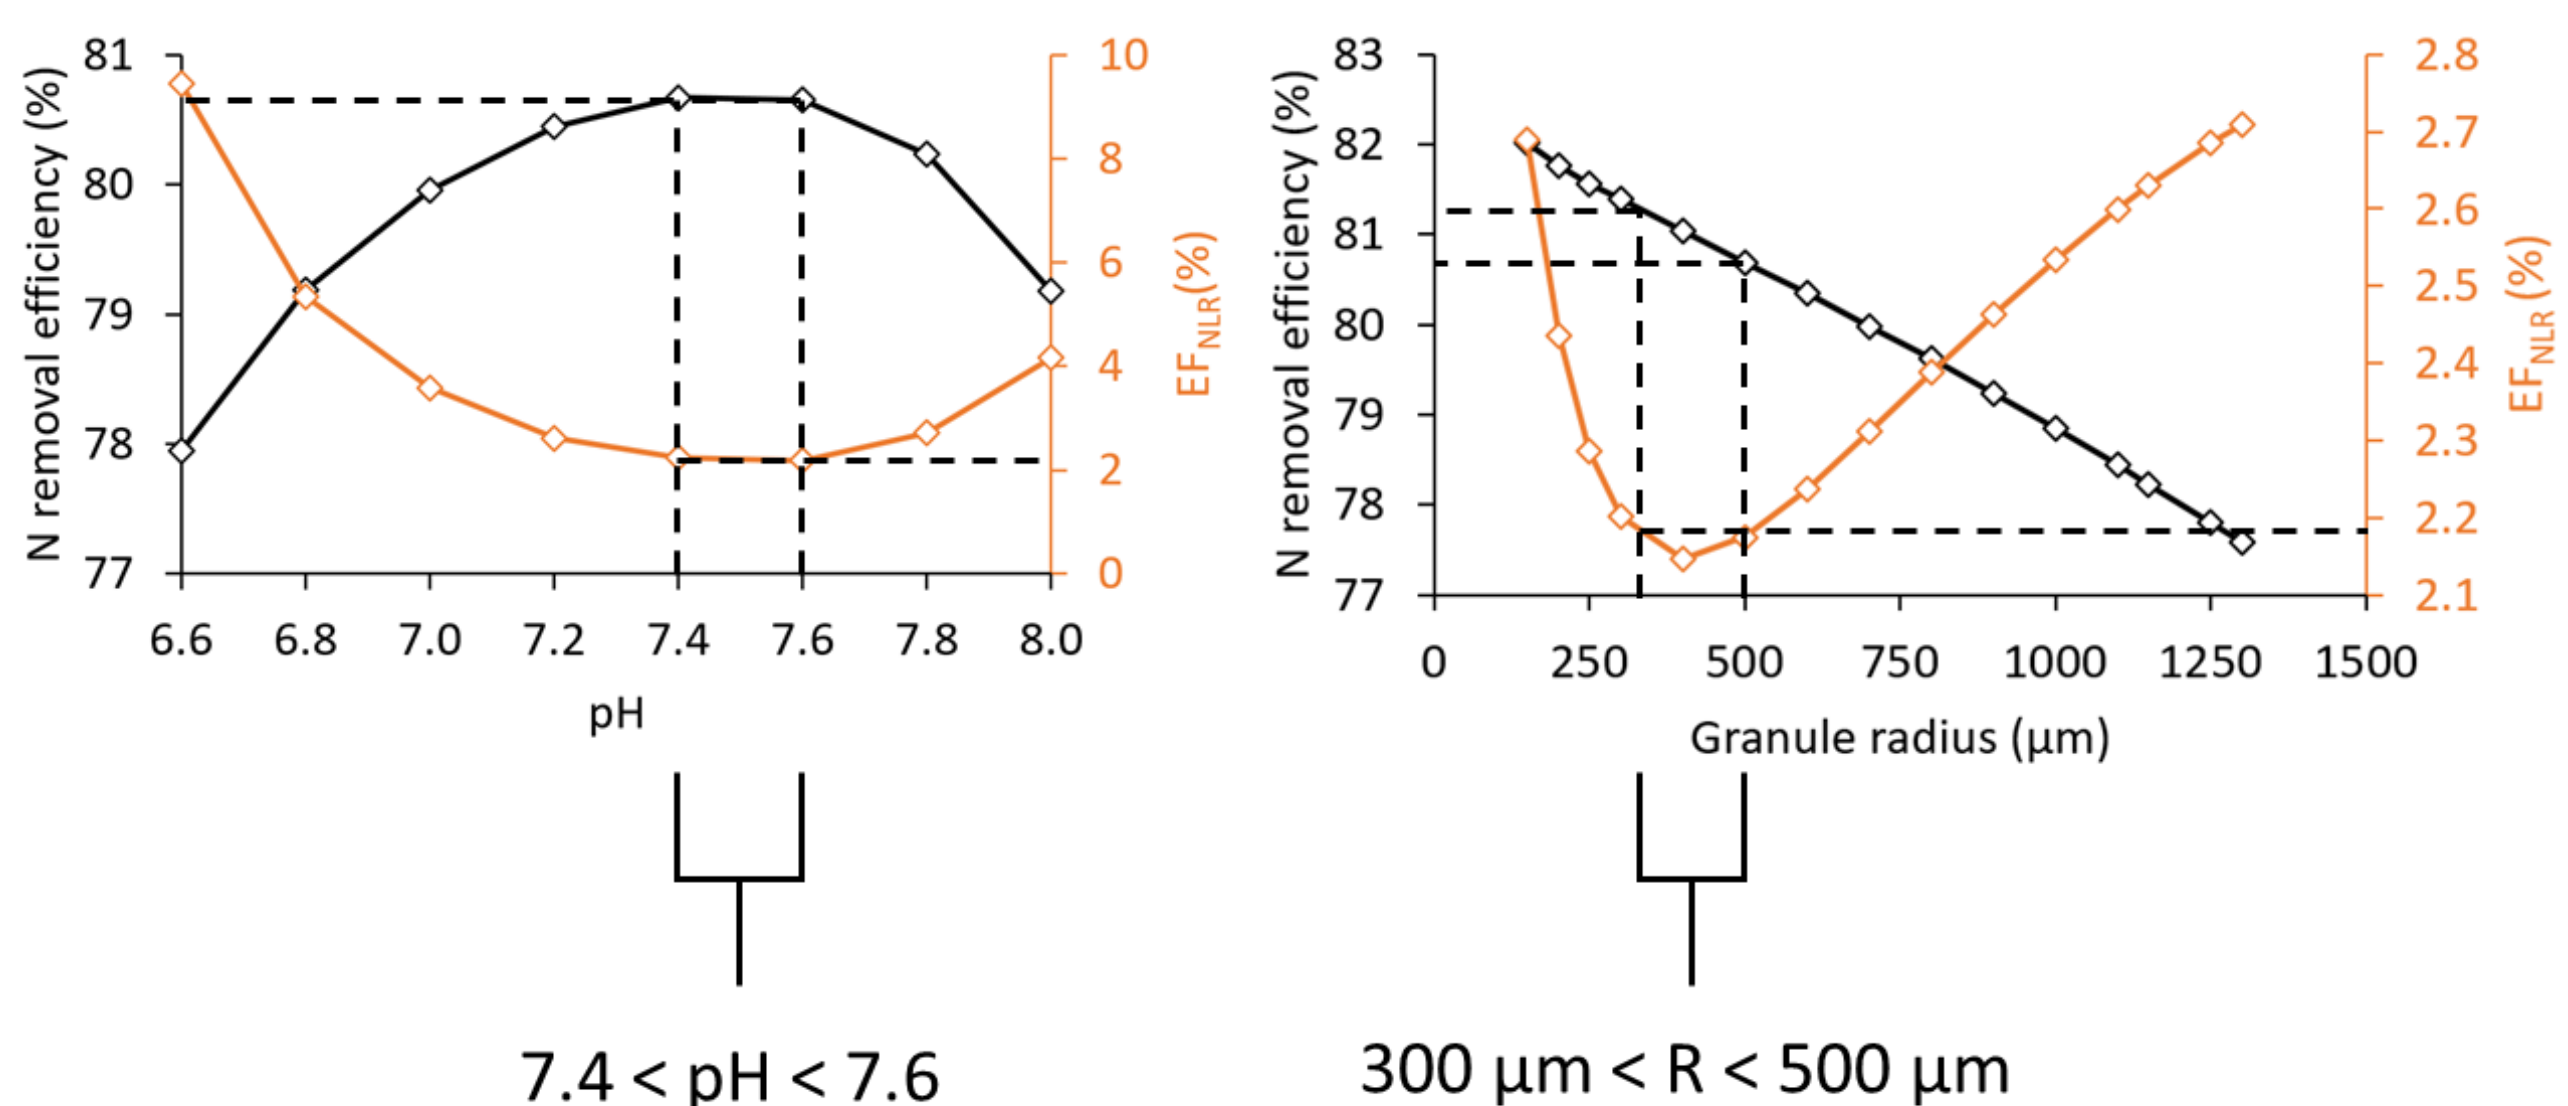 N removal efficiency (%)
81
80
79
78
77
10
8
6
4
2
0
EFNLR(%)
6.6 6.8 7.0 7.2 7.4 7.6 7.8 8.0
pH
7.4 < pH < 7.6
N removal efficiency (%)
83
82
81
80
79
78
77
2.8
2.7
2.6
2.5
2.4
2.3
2.2
2.1
EFNLR (%)
0 250 500 750 1000 1250 1500
Granule radius (µm)
300 µm < R < 500 µm